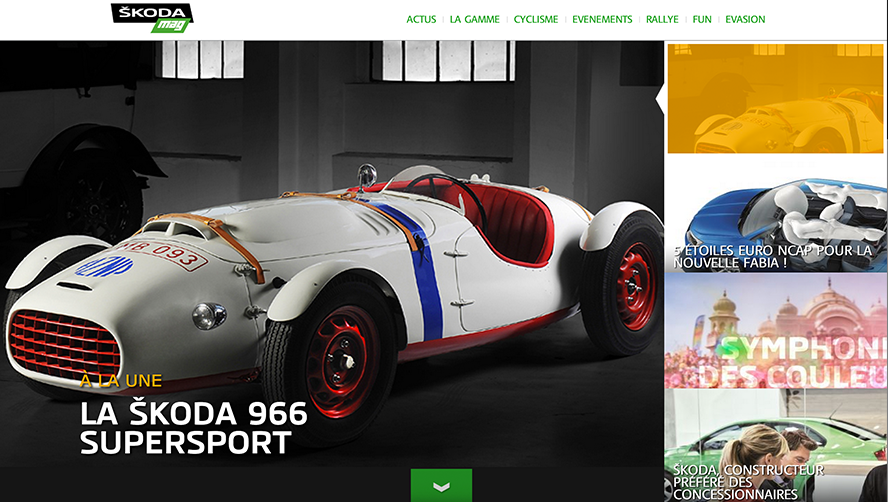 ŠKODA
mag
ACTUS
LA GAMME
CYCLISME
EVENEMENTS
RALLYE
FUN
EVASION
093
À LA UNE
LA ŠKODA 966
SUPERSPORT
5 ÉTOILES EURO NCAP POUR LA
NOUVELLE FABIA !
SYMPHONI
DES COULEU
ŠKODA, CONSTRUCTEUR
PRÉFÉRÉ DES
CONCESSIONNAIRES